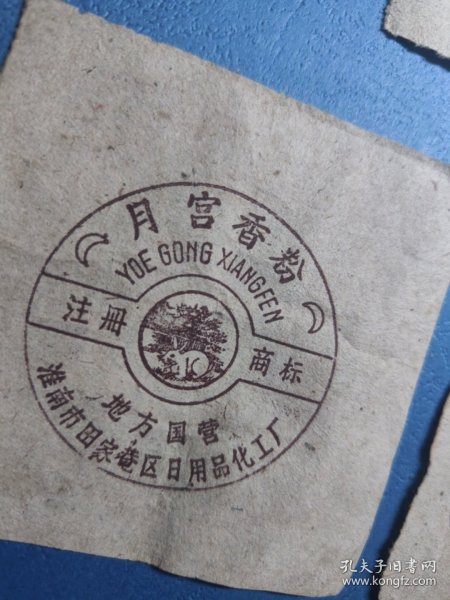 月宫香粉
YOE GONG XIANGFEN
注册 商标
地方国营
淮南市田家巷区日用品化工厂
孔夫子旧书网
www.kongfz.com